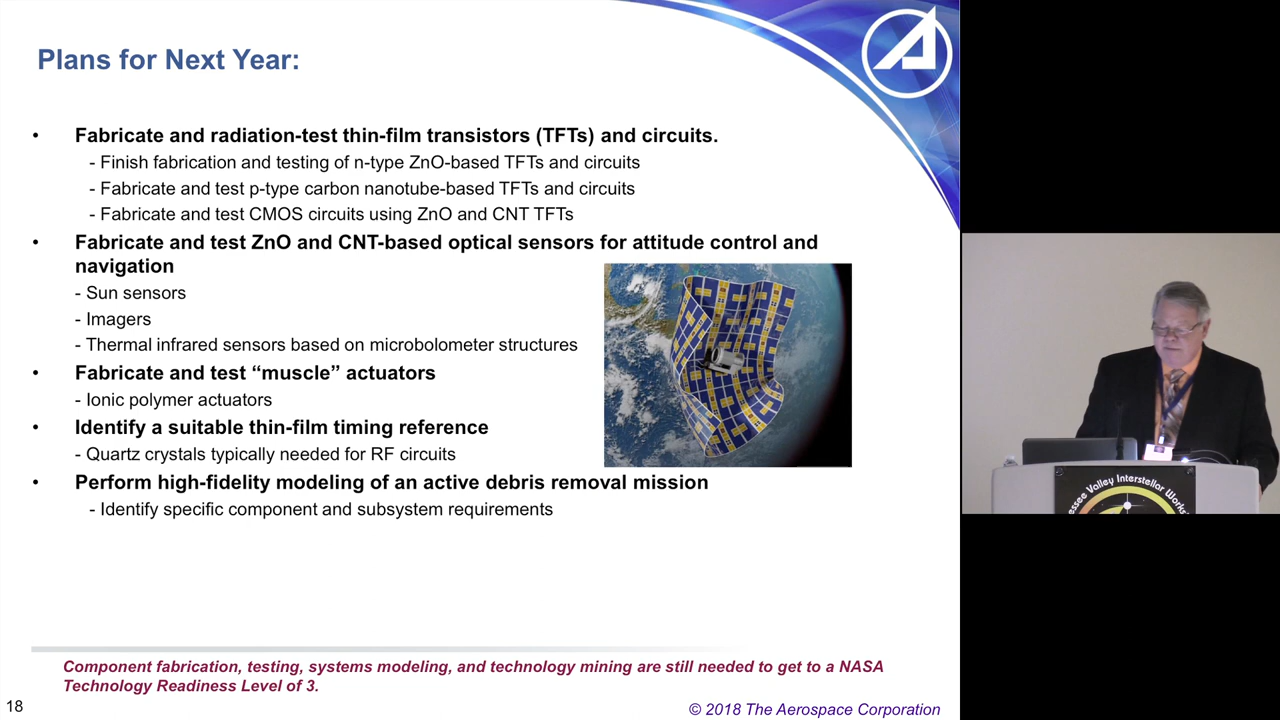 Plans for Next Year:
• Fabricate and radiation-test thin-film transistors (TFTs) and circuits.
- Finish fabrication and testing of n-type ZnO-based TFTs and circuits
- Fabricate and test p-type carbon nanotube-based TFTs and circuits
- Fabricate and test CMOS circuits using ZnO and CNT TFTs
• Fabricate and test ZnO and CNT-based optical sensors for attitude control and
navigation
- Sun sensors
- Imagers
- Thermal infrared sensors based on microbolometer structures
• Fabricate and test “muscle” actuators
- Ionic polymer actuators
• Identify a suitable thin-film timing reference
- Quartz crystals typically needed for RF circuits
• Perform high-fidelity modeling of an active debris removal mission
- Identify specific component and subsystem requirements
Component fabrication, testing, systems modeling, and technology mining are still needed to get to a NASA
Technology Readiness Level of 3.
18
© 2018 The Aerospace Corporation
Valley Interstellar